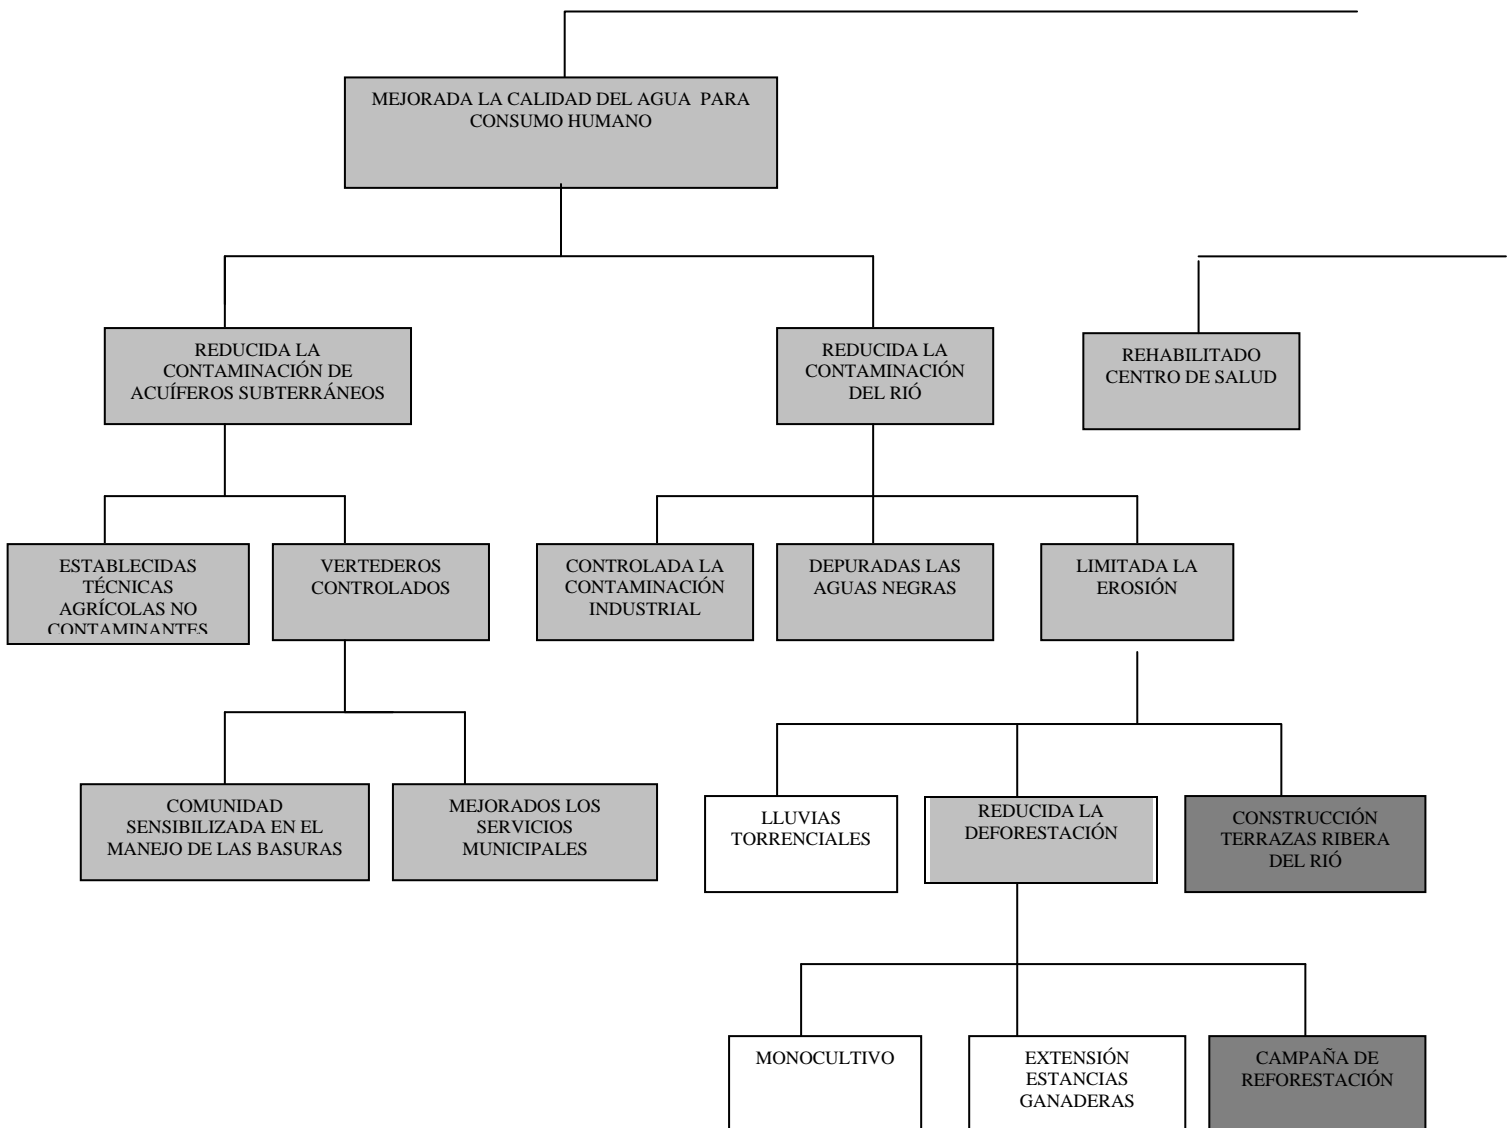 MEJORADA LA CALIDAD DEL AGUA PARA
CONSUMO HUMANO
REDUCIDA LA
CONTAMINACIÓN DE
ACUÍFEROS SUBTERRÁNEOS
REDUCIDA LA
CONTAMINACIÓN
DEL RIÓ
REHABILITADO
CENTRO DE SALUD
ESTABLECIDAS
TÉCNICAS
AGRÍCOLAS NO
CONTAMINANTES
VERTEDEROS
CONTROLADOS
CONTROLADA LA
CONTAMINACIÓN
INDUSTRIAL
DEPURADAS LAS
AGUAS NEGRAS
LIMITADA LA
EROSIÓN
COMUNIDAD
SENSIBILIZADA EN EL
MANEJO DE LAS BASURAS
MEJORADOS LOS
SERVICIOS
MUNICIPALES
LLUVIAS
TORRENCIALES
REDUCIDA LA
DEFORESTACIÓN
CONSTRUCCIÓN
TERRAZAS RIBERA
DEL RIÓ
MONOCULTIVO
EXTENSIÓN
ESTANCIAS
GANADERAS
CAMPAÑA DE
REFORESTACIÓN